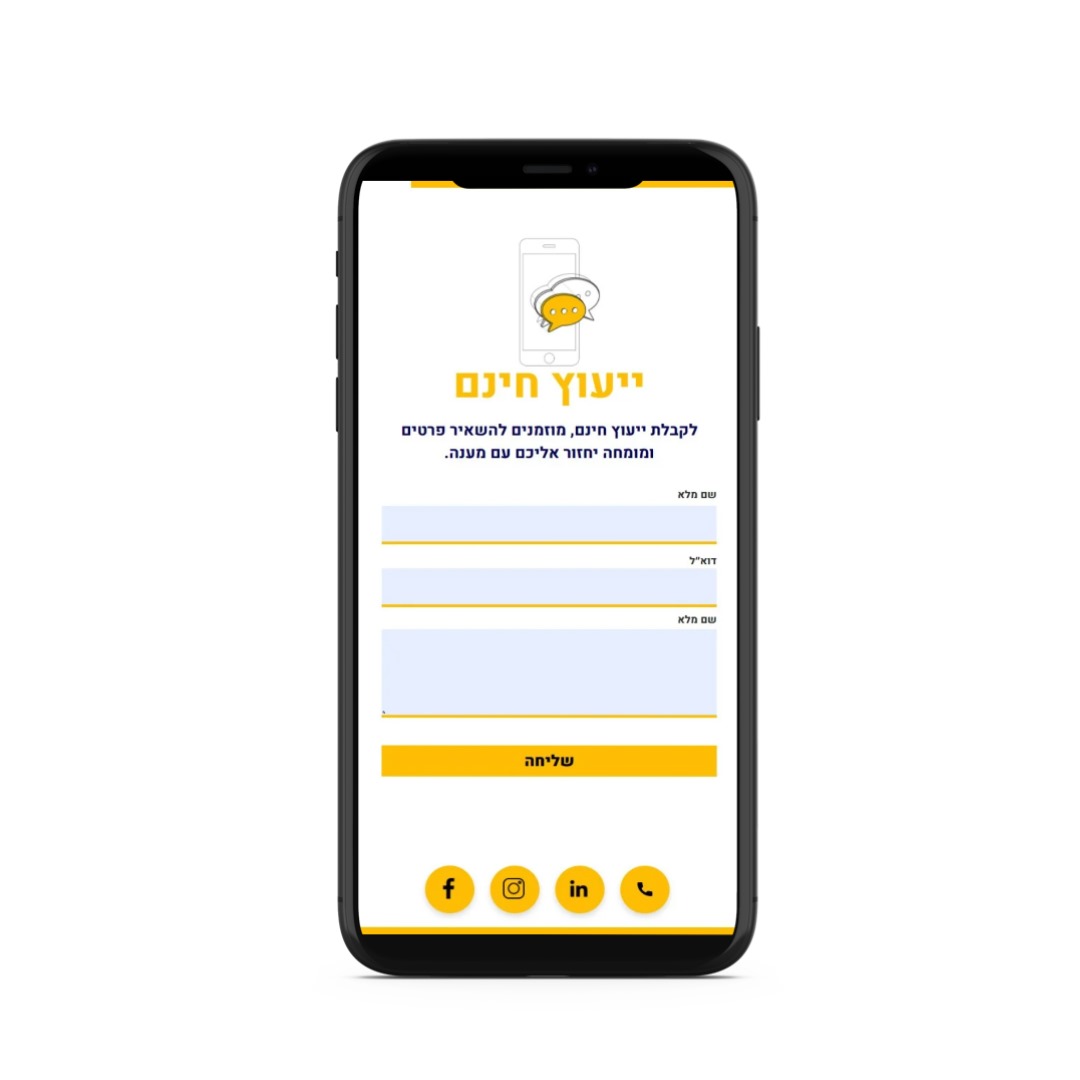 ייעוץ חינם
לקבלת ייעוץ חינם, מוזמנים להשאיר פרטים
ומומחה יחזור אליכם עם מענה.
שם מלא
דוא״ל
שם מלא
שליחה
f
in